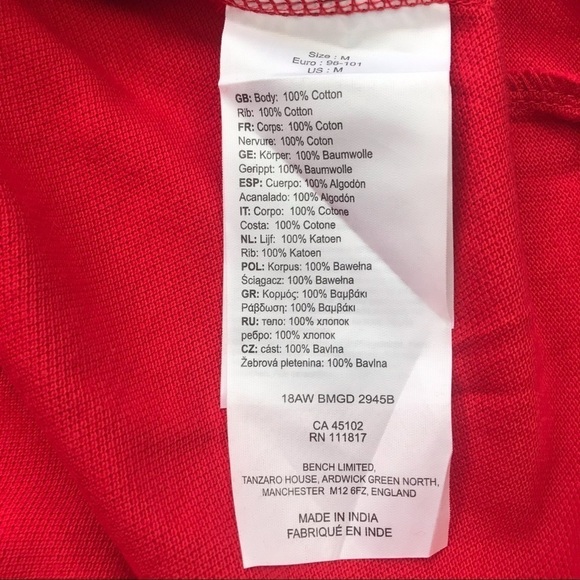 Size : M
Euro : 96-101
US : M
GB: Body: 100% Cotton
Rib: 100% Cotton
FR: Corps: 100% Coton
Nervure: 100% Coton
GE: Körper: 100% Baumwolle
Gerippt: 100% Baumwolle
ESP: Cuerpo: 100% Algodón
Acanalado: 100% Algodón
IT: Corpo: 100% Cotone
Costa: 100% Cotone
NL: Lijf: 100% Katoen
Rib: 100% Katoen
POL: Korpus: 100% Bawełna
Ściągacz: 100% Bawełna
GR: Κορμός: 100% Βαμβάκι
Ράβδωση: 100% Βαμβάκι
RU: тело: 100% хлопок
ребро: 100% хлопок
CZ: cást: 100% Bavlna
Žebrová pletenina: 100% Bavlna
18AW BMGD 2945B
CA 45102
RN 111817
BENCH LIMITED,
TANZARO HOUSE, ARDWICK GREEN NORTH,
MANCHESTER M12 6FZ, ENGLAND
MADE IN INDIA
FABRIQUÉ EN INDE